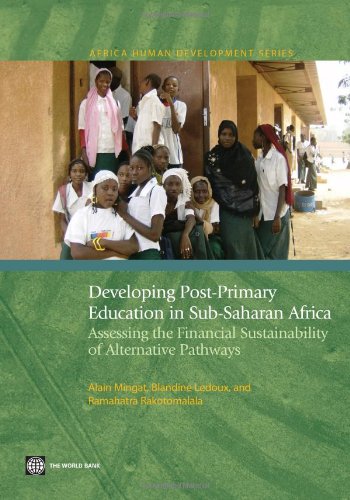 AFRICA HUMAN DEVELOPMENT SERIES
Developing Post-Primary
Education in Sub-Saharan Africa
Assessing the Financial Sustainability
of Alternative Pathways
Alain Mingat, Blandine Ledoux, and
Ramahatra Rakotomalala
THE WORLD BANK